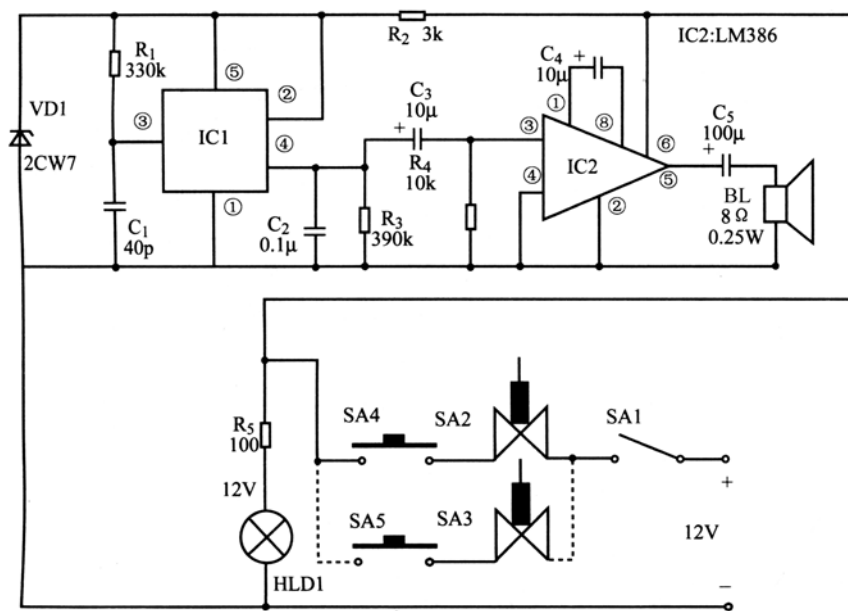 R₂ 3k
IC2:LM386
R₁
330k
⑤
②
C₄
10μ
+
①
⑧
C₃
10μ
+
③
IC1
④
VD1
2CW7
③
④
IC2
⑥
⑤
②
C₅
100μ
+
R₄
10k
①
C₁
40p
C₂
0.1μ
R₃
390k
BL
8Ω
0.25W
R₅
100
12V
HLD1
SA4
SA2
SA1
SA5
SA3
+
12V
−